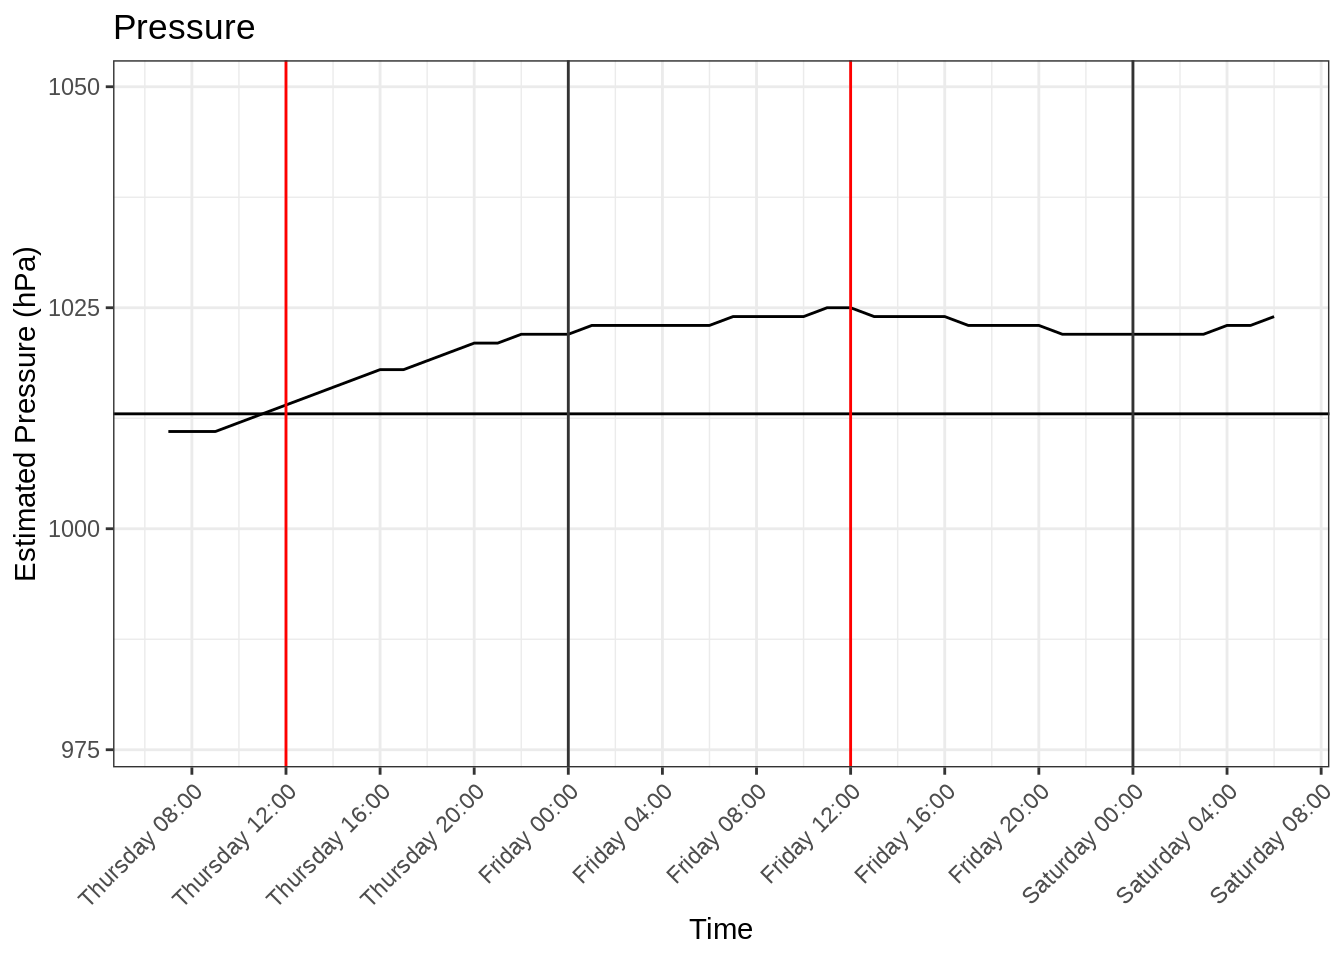 Pressure
Estimated Pressure (hPa)
1050
1025
1000
975
Thursday 08:00
Thursday 12:00
Thursday 16:00
Thursday 20:00
Friday 00:00
Friday 04:00
Friday 08:00
Friday 12:00
Friday 16:00
Friday 20:00
Saturday 00:00
Saturday 04:00
Saturday 08:00
Time